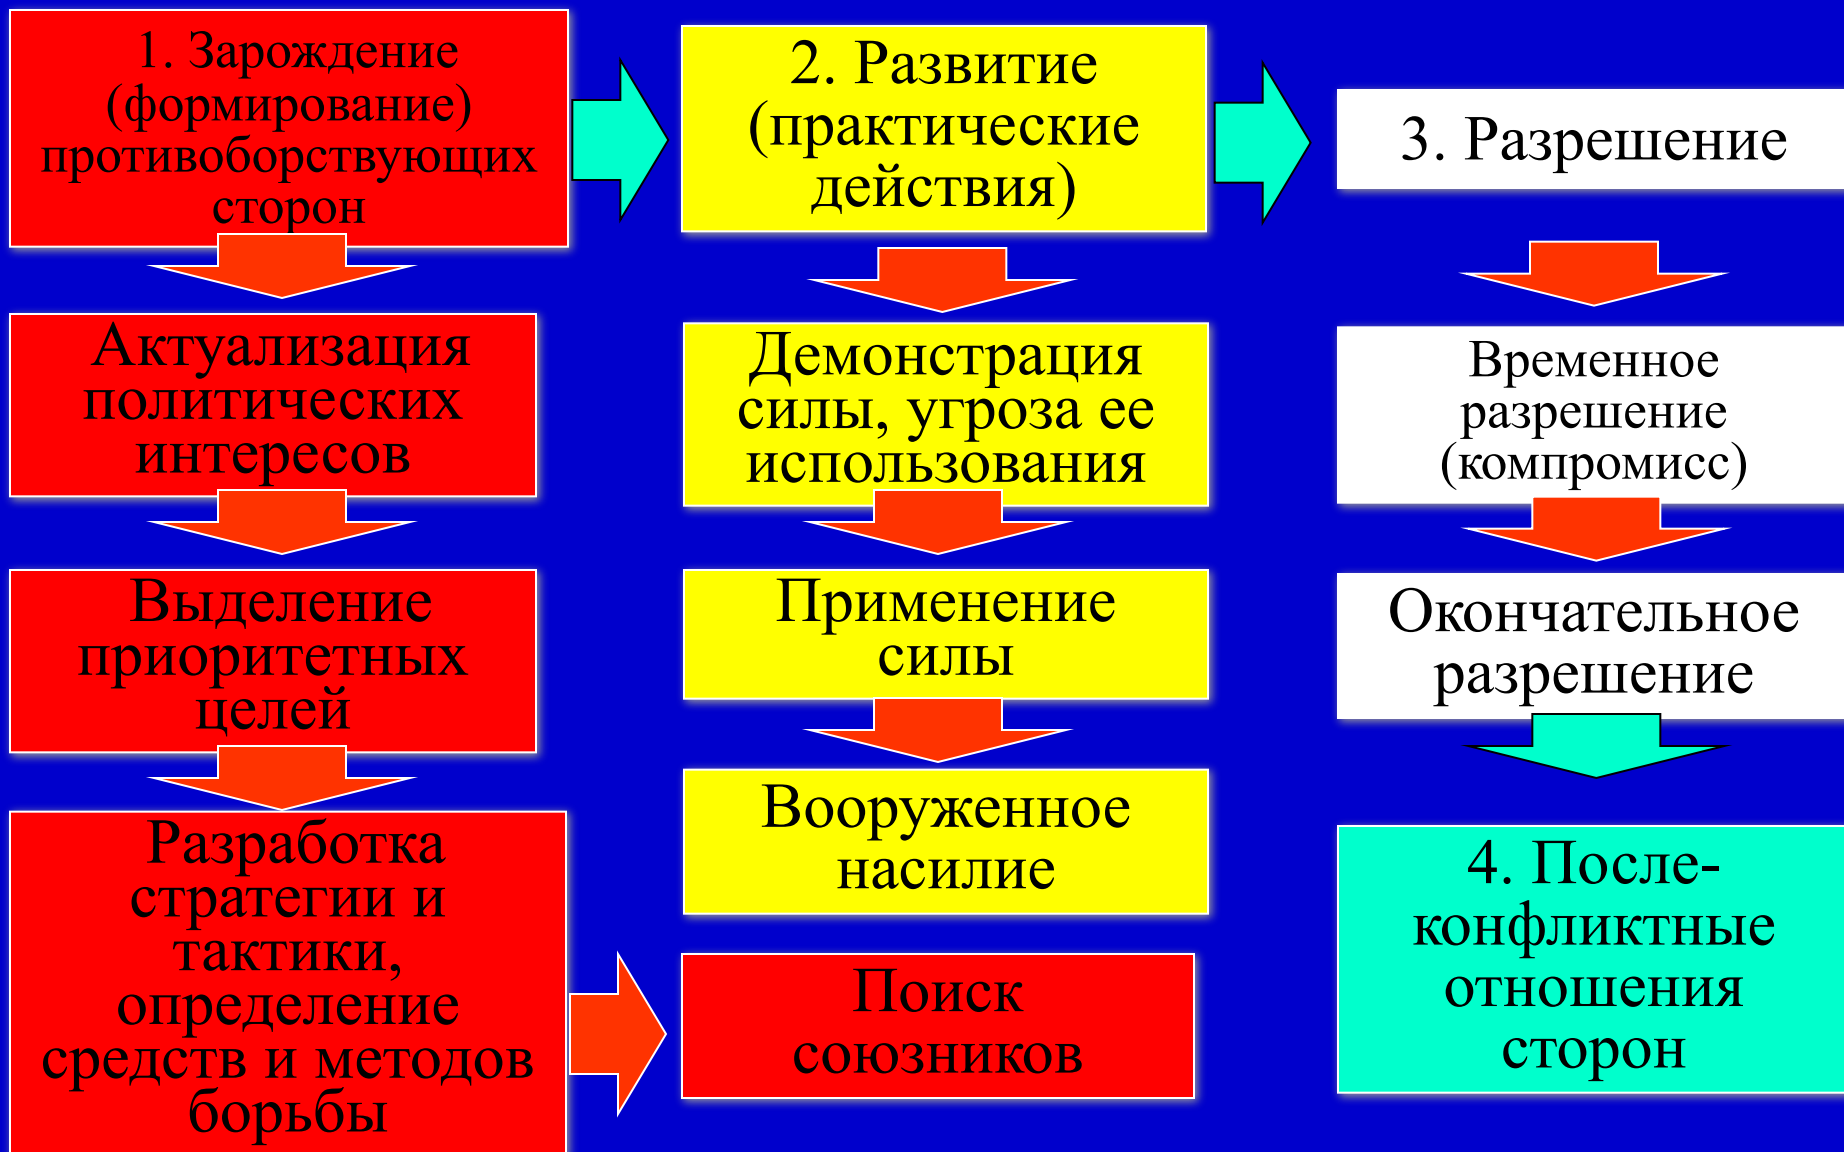 1. Зарождение
(формирование)
противоборствующих
сторон
Актуализация
политических
интересов
Выделение
приоритетных
целей
Разработка
стратегии и
тактики,
определение
средств и методов
борьбы
Поиск
союзников
2. Развитие
(практические
действия)
Демонстрация
силы, угроза ее
использования
Применение
силы
Вооруженное
насилие
3. Разрешение
Временное
разрешение
(компромисс)
Окончательное
разрешение
4. После-
конфликтные
отношения
сторон